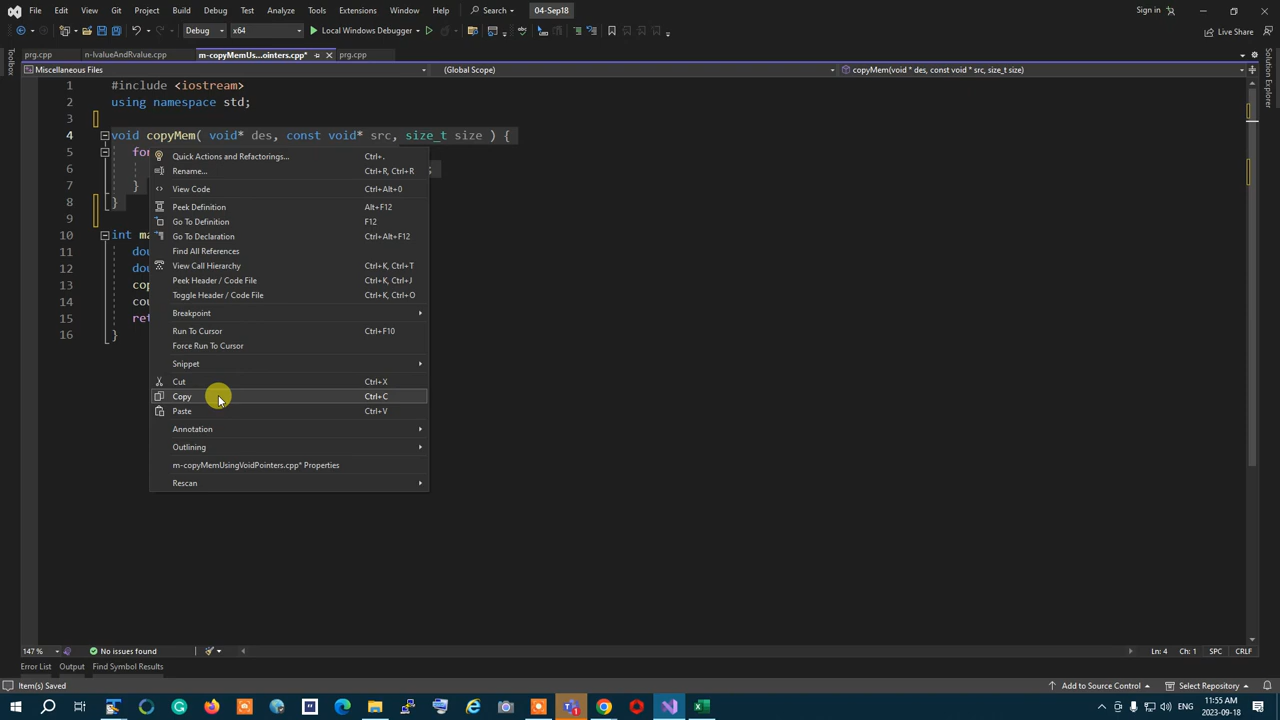 File Edit View Git Project Build Debug Test Analyze Tools Extensions Window Help Search 04-Sep18 Sign in
Debug x64 Local Windows Debugger Live Share
prg.cpp n-lvalueAndRvalue.cpp m-copyMemUs...ointers.cpp* prg.cpp
Miscellaneous Files (Global Scope) copyMem(void * des, const void * src, size_t size)
Toolbox
Solution Explorer
1 #include <iostream>
2 using namespace std;
3
4 void copyMem( void* des, const void* src, size_t size ) {
5 for
6 ;
7 }
8 }
9
10 int ma
11 dou
12 dou
13 cop
14 cou
15 ret
16 }
Quick Actions and Refactorings... Ctrl+.
Rename... Ctrl+R, Ctrl+R
View Code Ctrl+Alt+0
Peek Definition Alt+F12
Go To Definition F12
Go To Declaration Ctrl+Alt+F12
Find All References
View Call Hierarchy Ctrl+K, Ctrl+T
Peek Header / Code File Ctrl+K, Ctrl+J
Toggle Header / Code File Ctrl+K, Ctrl+O
Breakpoint
Run To Cursor Ctrl+F10
Force Run To Cursor
Snippet
Cut Ctrl+X
Copy Ctrl+C
Paste Ctrl+V
Annotation
Outlining
m-copyMemUsingVoidPointers.cpp* Properties
Rescan
147 % No issues found Ln: 4 Ch: 1 SPC CRLF
Error List Output Find Symbol Results
Item(s) Saved Add to Source Control Select Repository
ENG 11:55 AM
2023-09-18